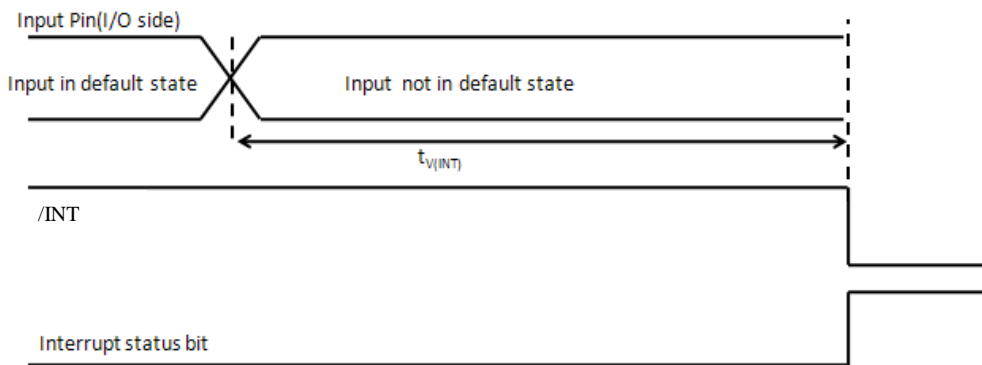 Input Pin(I/O side)
Input in default state
Input not in default state
tV(INT)
/INT
Interrupt status bit